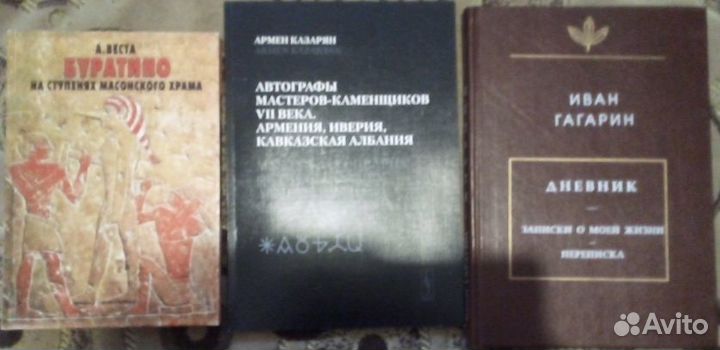 А. ВЕСТА
БУРАТИНО
НА СТУПЕНЯХ МАСОНСКОГО ХРАМА
АРМЕН КАЗАРЯН
АВТОГРАФЫ
МАСТЕРОВ-КАМЕНЩИКОВ
VII ВЕКА.
АРМЕНИЯ, ИВЕРИЯ,
КАВКАЗСКАЯ АЛБАНИЯ
ИВАН
ГАГАРИН
ДНЕВНИК
ЗАПИСКИ О МОЕЙ ЖИЗНИ
ПЕРЕПИСКА
Avito